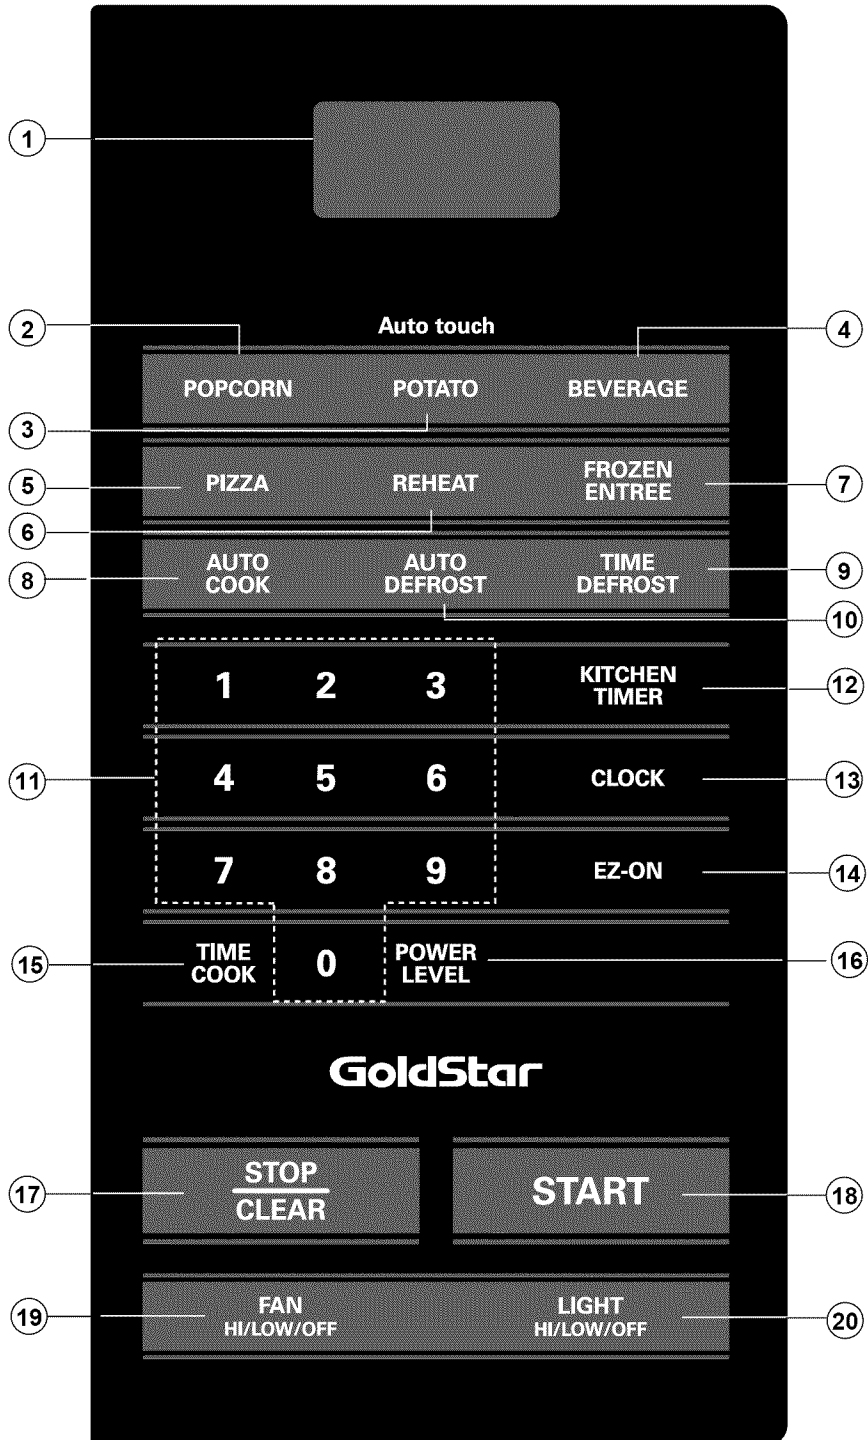 1
Auto touch
2
4
POPCORN POTATO BEVERAGE
3
5
PIZZA REHEAT FROZEN
ENTREE
7
6
8
AUTO
COOK
AUTO
DEFROST
TIME
DEFROST
9
10
1 2 3
KITCHEN
TIMER
12
11
4 5 6 CLOCK
13
7 8 9 EZ-ON
14
15
TIME
COOK
0
POWER
LEVEL
16
GoldStar
17
STOP
CLEAR
START
18
19
FAN
HI/LOW/OFF
LIGHT
HI/LOW/OFF
20